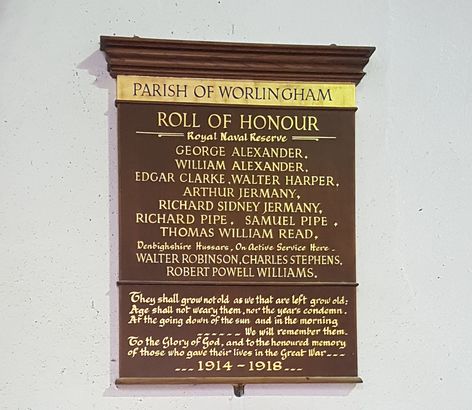 PARISH OF WORLINGHAM
ROLL OF HONOUR
Royal Naval Reserve
GEORGE ALEXANDER.
WILLIAM ALEXANDER.
EDGAR CLARKE. WALTER HARPER.
ARTHUR JERMANY.
RICHARD SIDNEY JERMANY.
RICHARD PIPE. SAMUEL PIPE.
THOMAS WILLIAM READ.
Denbighshire Hussars, On Active Service Here -
WALTER ROBINSON. CHARLES STEPHENS.
ROBERT POWELL WILLIAMS.
They shall grow not old as we that are left grow old:
Age shall not weary them, nor the years condemn.
At the going down of the sun and in the morning
------ We will remember them.
To the Glory of God, and to the honoured memory
of those who gave their lives in the Great War ---
--- 1914 - 1918 ---